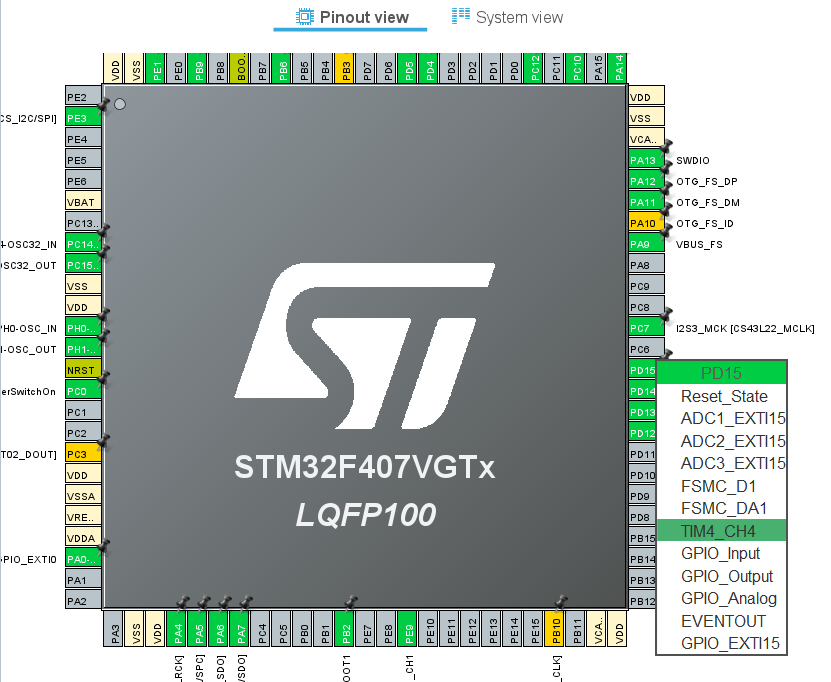 Pinout view
System view
VDD
VSS
PE1
PE0
PB9
PB8
BOO..
PB7
PB6
PB5
PB4
PB3
PD7
PD6
PD5
PD4
PD3
PD2
PD1
PD0
PC12
PC11
PC10
PA15
PA14
PE2
CS_I2C/SPI] PE3
PE4
PE5
PE6
VBAT
PC13..
4-OSC32_IN PC14..
OSC32_OUT PC15..
VSS
VDD
PH0-OSC_IN PH0-..
1-OSC_OUT PH1-..
NRST
erSwitchOn PC0
PC1
PC2
T02_DOUT] PC3
VDD
VSSA
VRE..
VDDA
GPIO_EXTI0 PA0-..
PA1
PA2
ST
STM32F407VGTx
LQFP100
VDD
VSS
VCA..
PA13 SWDIO
PA12 OTG_FS_DP
PA11 OTG_FS_DM
PA10 OTG_FS_ID
PA9 VBUS_FS
PA8
PC9
PC8
PC7 I2S3_MCK [CS43L22_MCLK]
PC6
PD15
PD14
PD13
PD12
PD11
PD10
PD9
PD8
PB15
PB14
PB13
PB12
PD15
Reset_State
ADC1_EXTI15
ADC2_EXTI15
ADC3_EXTI15
FSMC_D1
FSMC_DA1
TIM4_CH4
GPIO_Input
GPIO_Output
GPIO_Analog
EVENTOUT
GPIO_EXTI15
PA3
VSS
VDD
PA4
PA5
PA6
PA7
PC4
PC5
PB0
PB1
PB2
PE7
PE8
PE9
PE10
PE11
PE12
PE13
PE14
PE15
PB10
PB11
VCA..
VDD
_RCK]
/SPC]
_SDO]
/SDO]
OOT1
_CH1
_CLK]